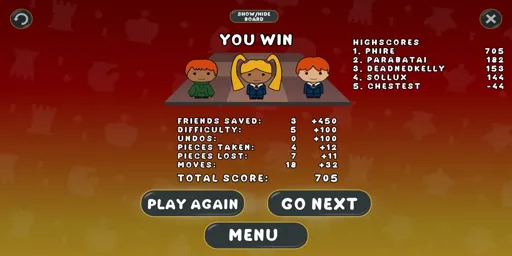 SHOW/HIDE
BOARD
YOU WIN
HIGHSCORES
1. PHIRE 705
2. PARABATAI 182
3. DEADNEDKELLY 153
4. SOLLUX 144
5. CHESTEST -44
FRIENDS SAVED: 3 +450
DIFFICULTY: 5 +100
UNDOS: 0 +100
PIECES TAKEN: 4 +12
PIECES LOST: 7 +11
MOVES: 18 +32
TOTAL SCORE: 705
PLAY AGAIN
GO NEXT
MENU